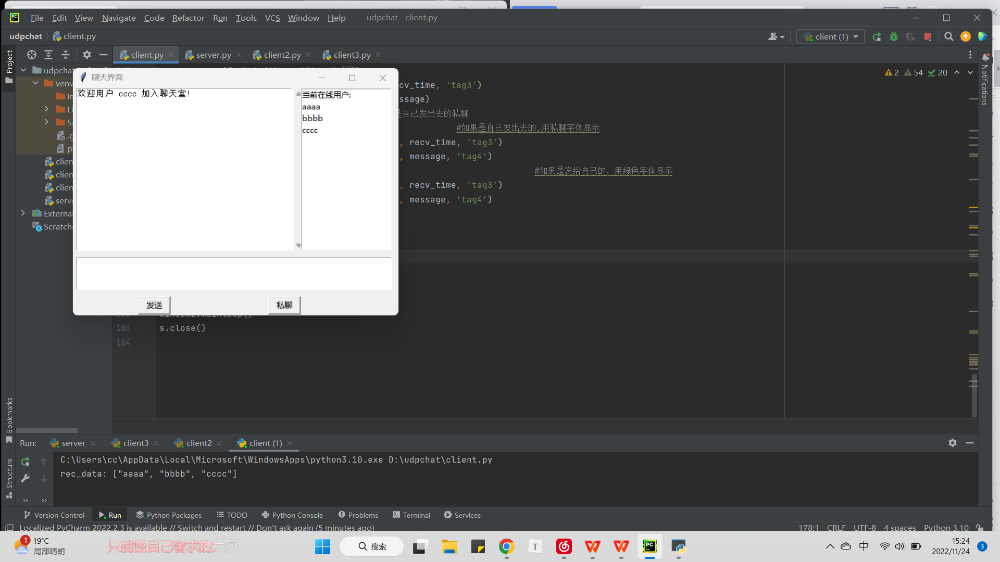 File Edit View Navigate Code Refactor Run Tools VCS Window Help udpchat - client.py
udpchat client.py
client (1)
Project
client.py server.py client2.py client3.py
udpchat
venv
.g
clien
clien
clien
serve
External
Scratche
聊天界面
欢迎用户 cccc 加入聊天室!
当前在线用户:
aaaa
bbbb
cccc
发送 私聊
cv_time, 'tag3')
ssage)
是自己发出去的私聊
#如果是自己发出去的,用私聊字体显示
, recv_time, 'tag3')
, message, 'tag4')
#如果是发给自己的，用绿色字体显示
, recv_time, 'tag3')
, message, 'tag4')
2 54 20
Notifications
183 s.close()
184
Bookmarks
Structure
Run: server client3 client2 client (1)
C:\Users\cc\AppData\Local\Microsoft\WindowsApps\python3.10.exe D:\udpchat\client.py
rec_data: ["aaaa", "bbbb", "cccc"]
Version Control Run Python Packages TODO Python Console Problems Terminal Services
Localized PyCharm 2022.2.3 is available // Switch and restart // Don't ask again (5 minutes ago)
178:1 CRLF UTF-8 4 spaces Python 3.10
1
19°C
局部晴朗
只能怪自己奢求的太多
搜索
中
15:24
2022/11/24
3